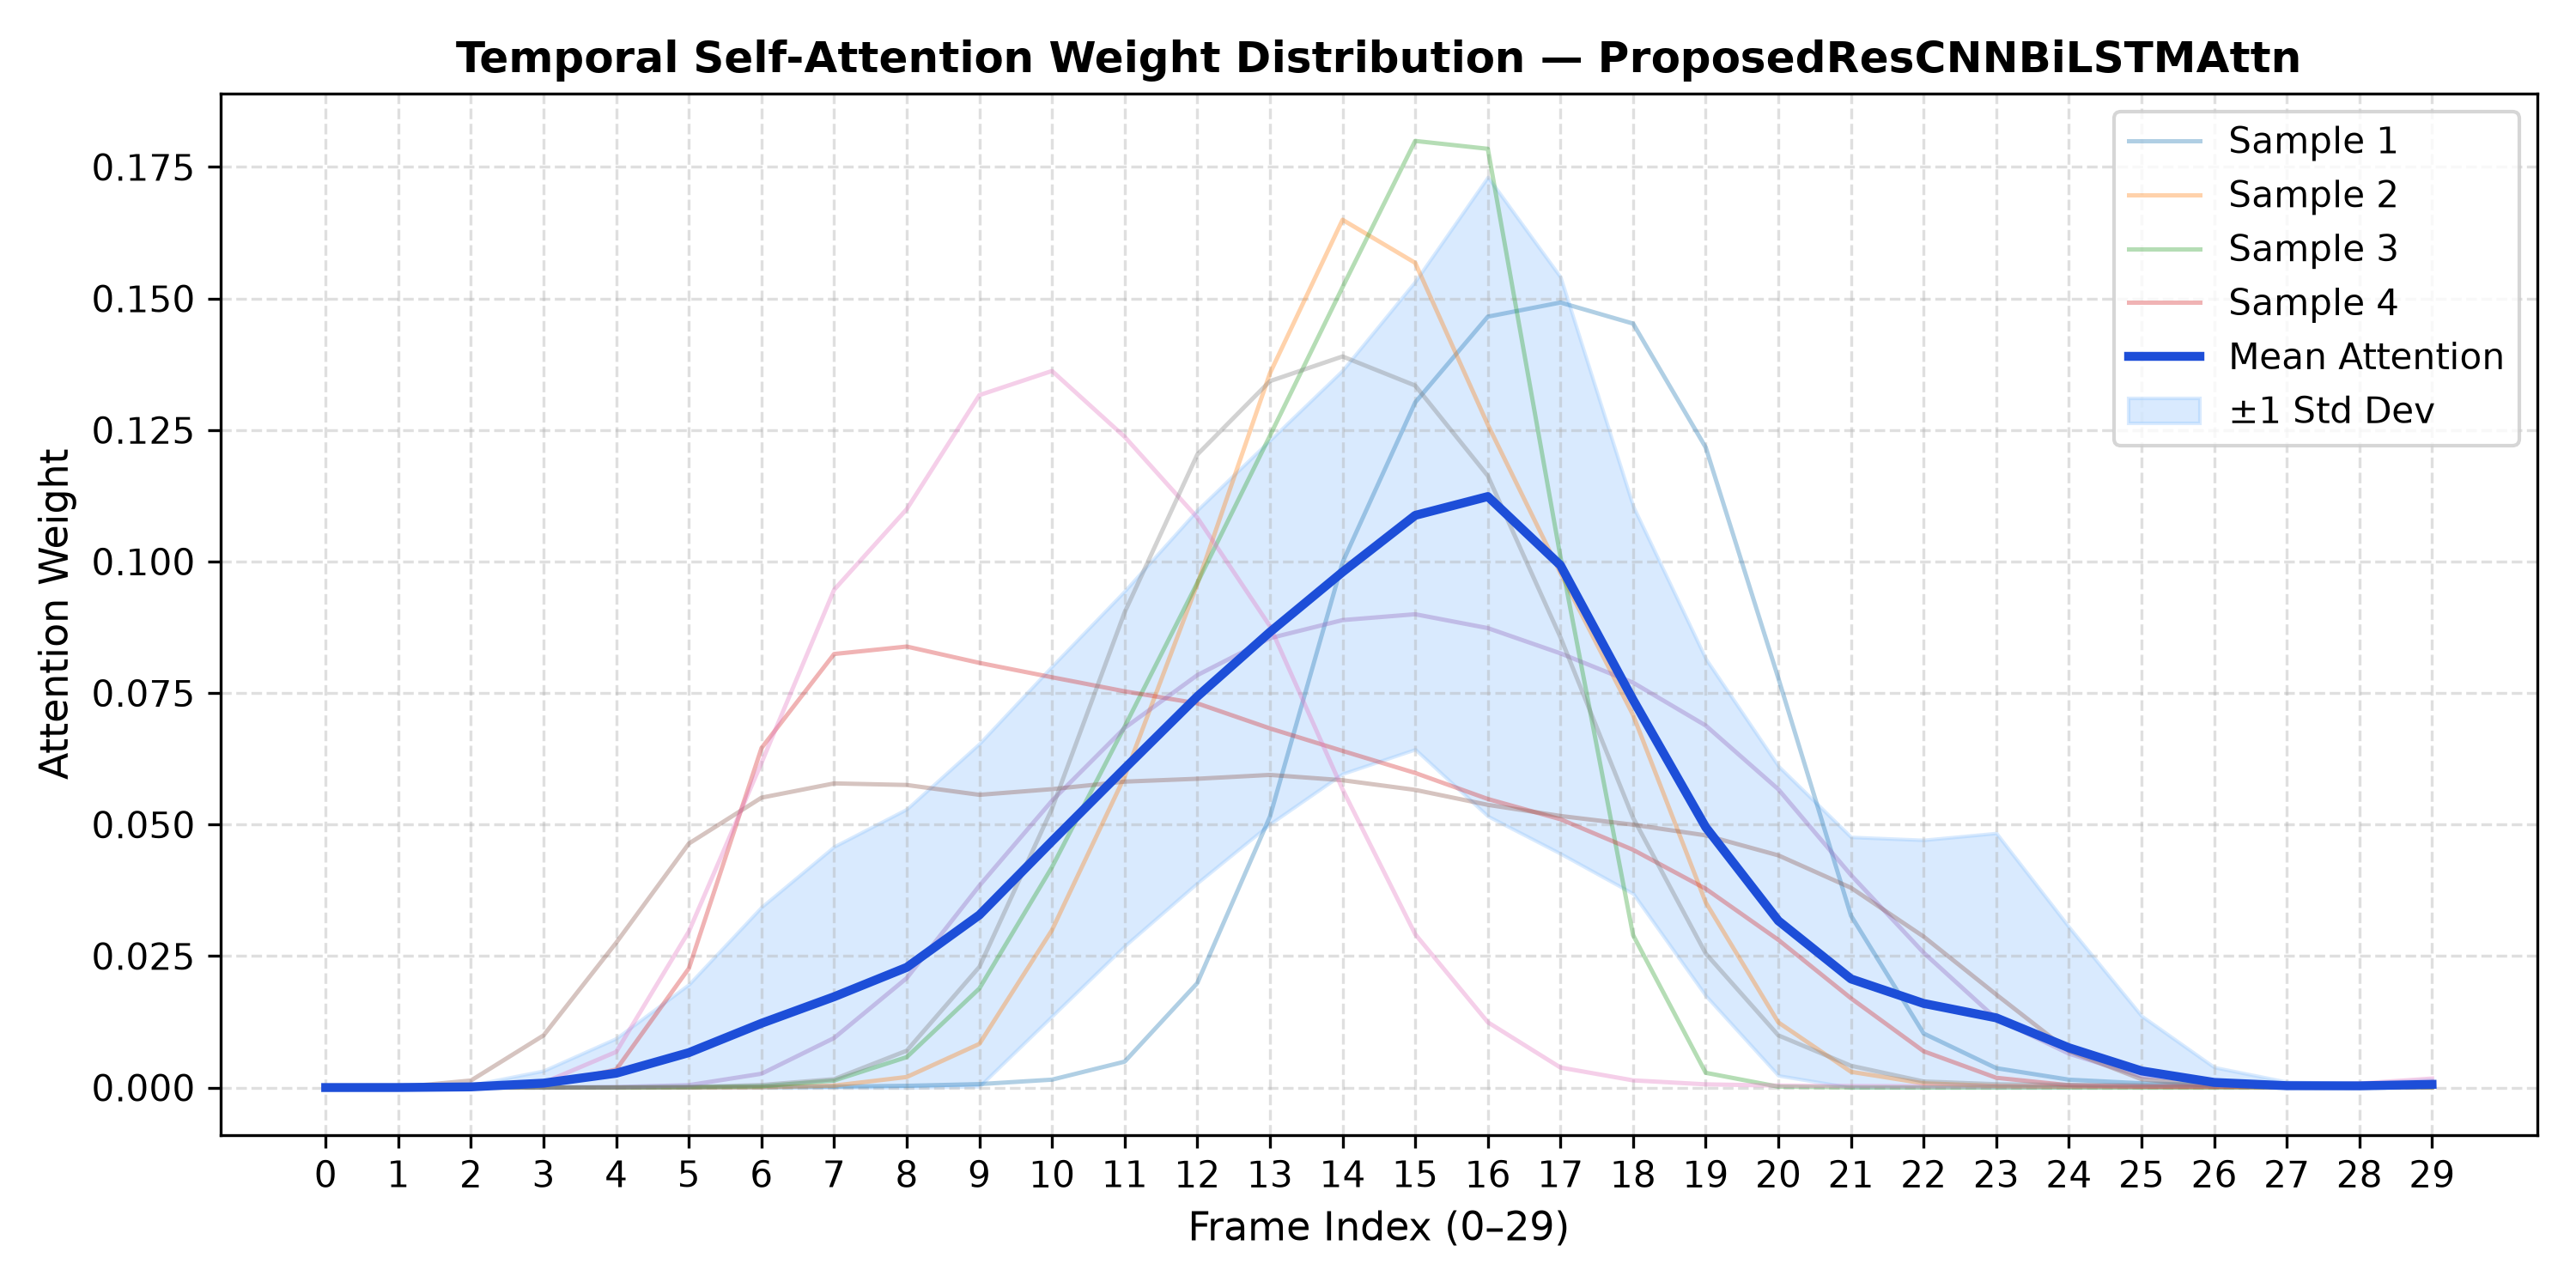 Temporal Self-Attention Weight Distribution — ProposedResCNNBiLSTMAttn
Sample 1
Sample 2
Sample 3
Sample 4
Mean Attention
±1 Std Dev
Attention Weight
0.175
0.150
0.125
0.100
0.075
0.050
0.025
0.000
0 1 2 3 4 5 6 7 8 9 10 11 12 13 14 15 16 17 18 19 20 21 22 23 24 25 26 27 28 29
Frame Index (0–29)